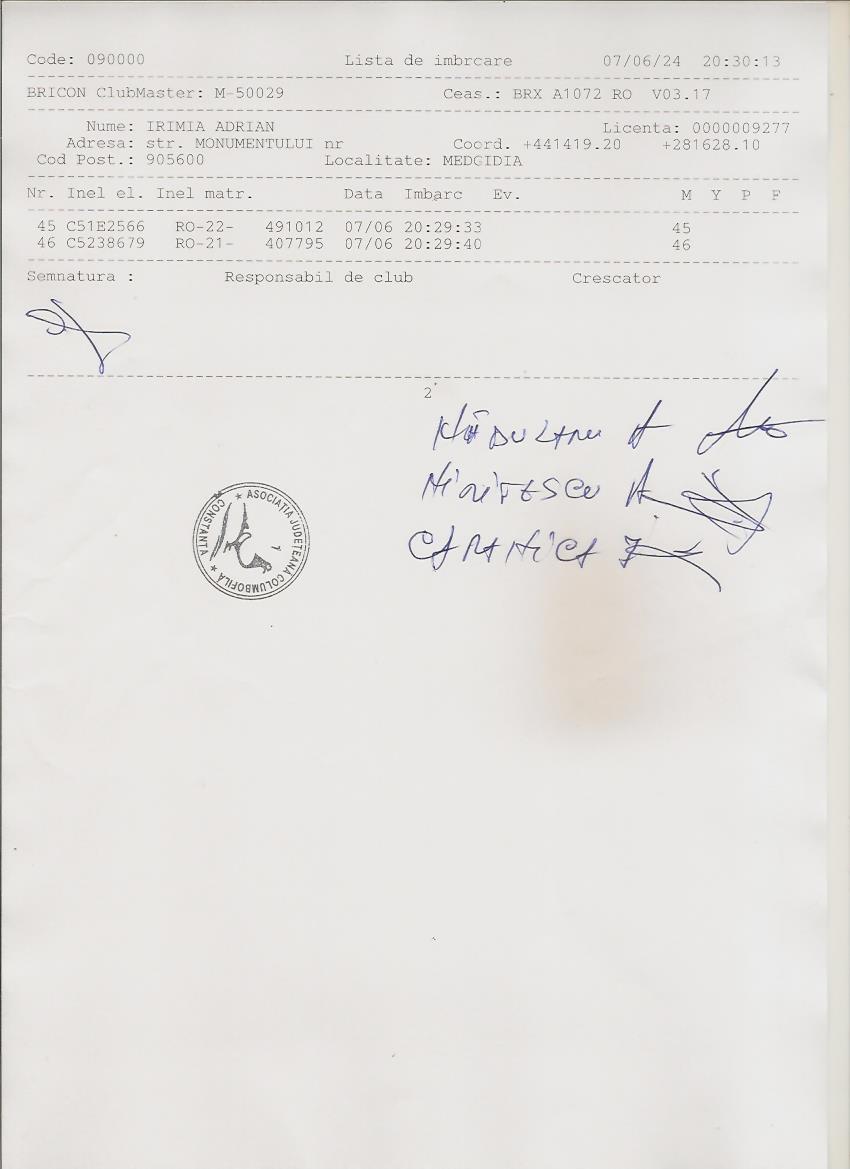 Code: 090000 Lista de imbrcare 07/06/24 20:30:13
BRICON ClubMaster: M-50029 Ceas.: BRX A1072 RO V03.17
Nume: IRIMIA ADRIAN Licenta: 0000009277
Adresa: str. MONUMENTULUI nr Coord. +441419.20 +281628.10
Cod Post.: 905600 Localitate: MEDGIDIA
Nr. Inel el. Inel matr. Data Imbarc Ev. M Y P F
45 C51E2566 RO-22- 491012 07/06 20:29:33 45
46 C5238679 RO-21- 407795 07/06 20:29:40 46
Semnatura : Responsabil de club Crescator
2
A
A
ASOCIATIA JUDETEANA COLUMBOFILA
CONSTANTA
1